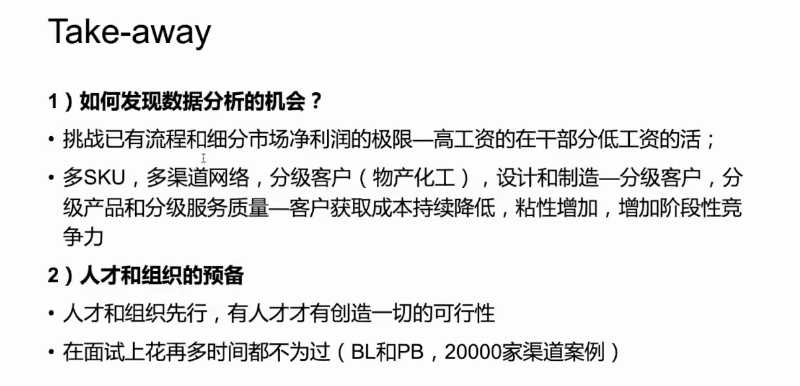 Take-away
1）如何发现数据分析的机会？
• 挑战已有流程和细分市场净利润的极限—高工资的在干部分低工资的活；
• 多SKU，多渠道网络，分级客户（物产化工），设计和制造—分级客户，分
级产品和分级服务质量—客户获取成本持续降低，粘性增加，增加阶段性竞
争力
2）人才和组织的预备
• 人才和组织先行，有人才才有创造一切的可行性
• 在面试上花再多时间都不为过（BL和PB，20000家渠道案例）